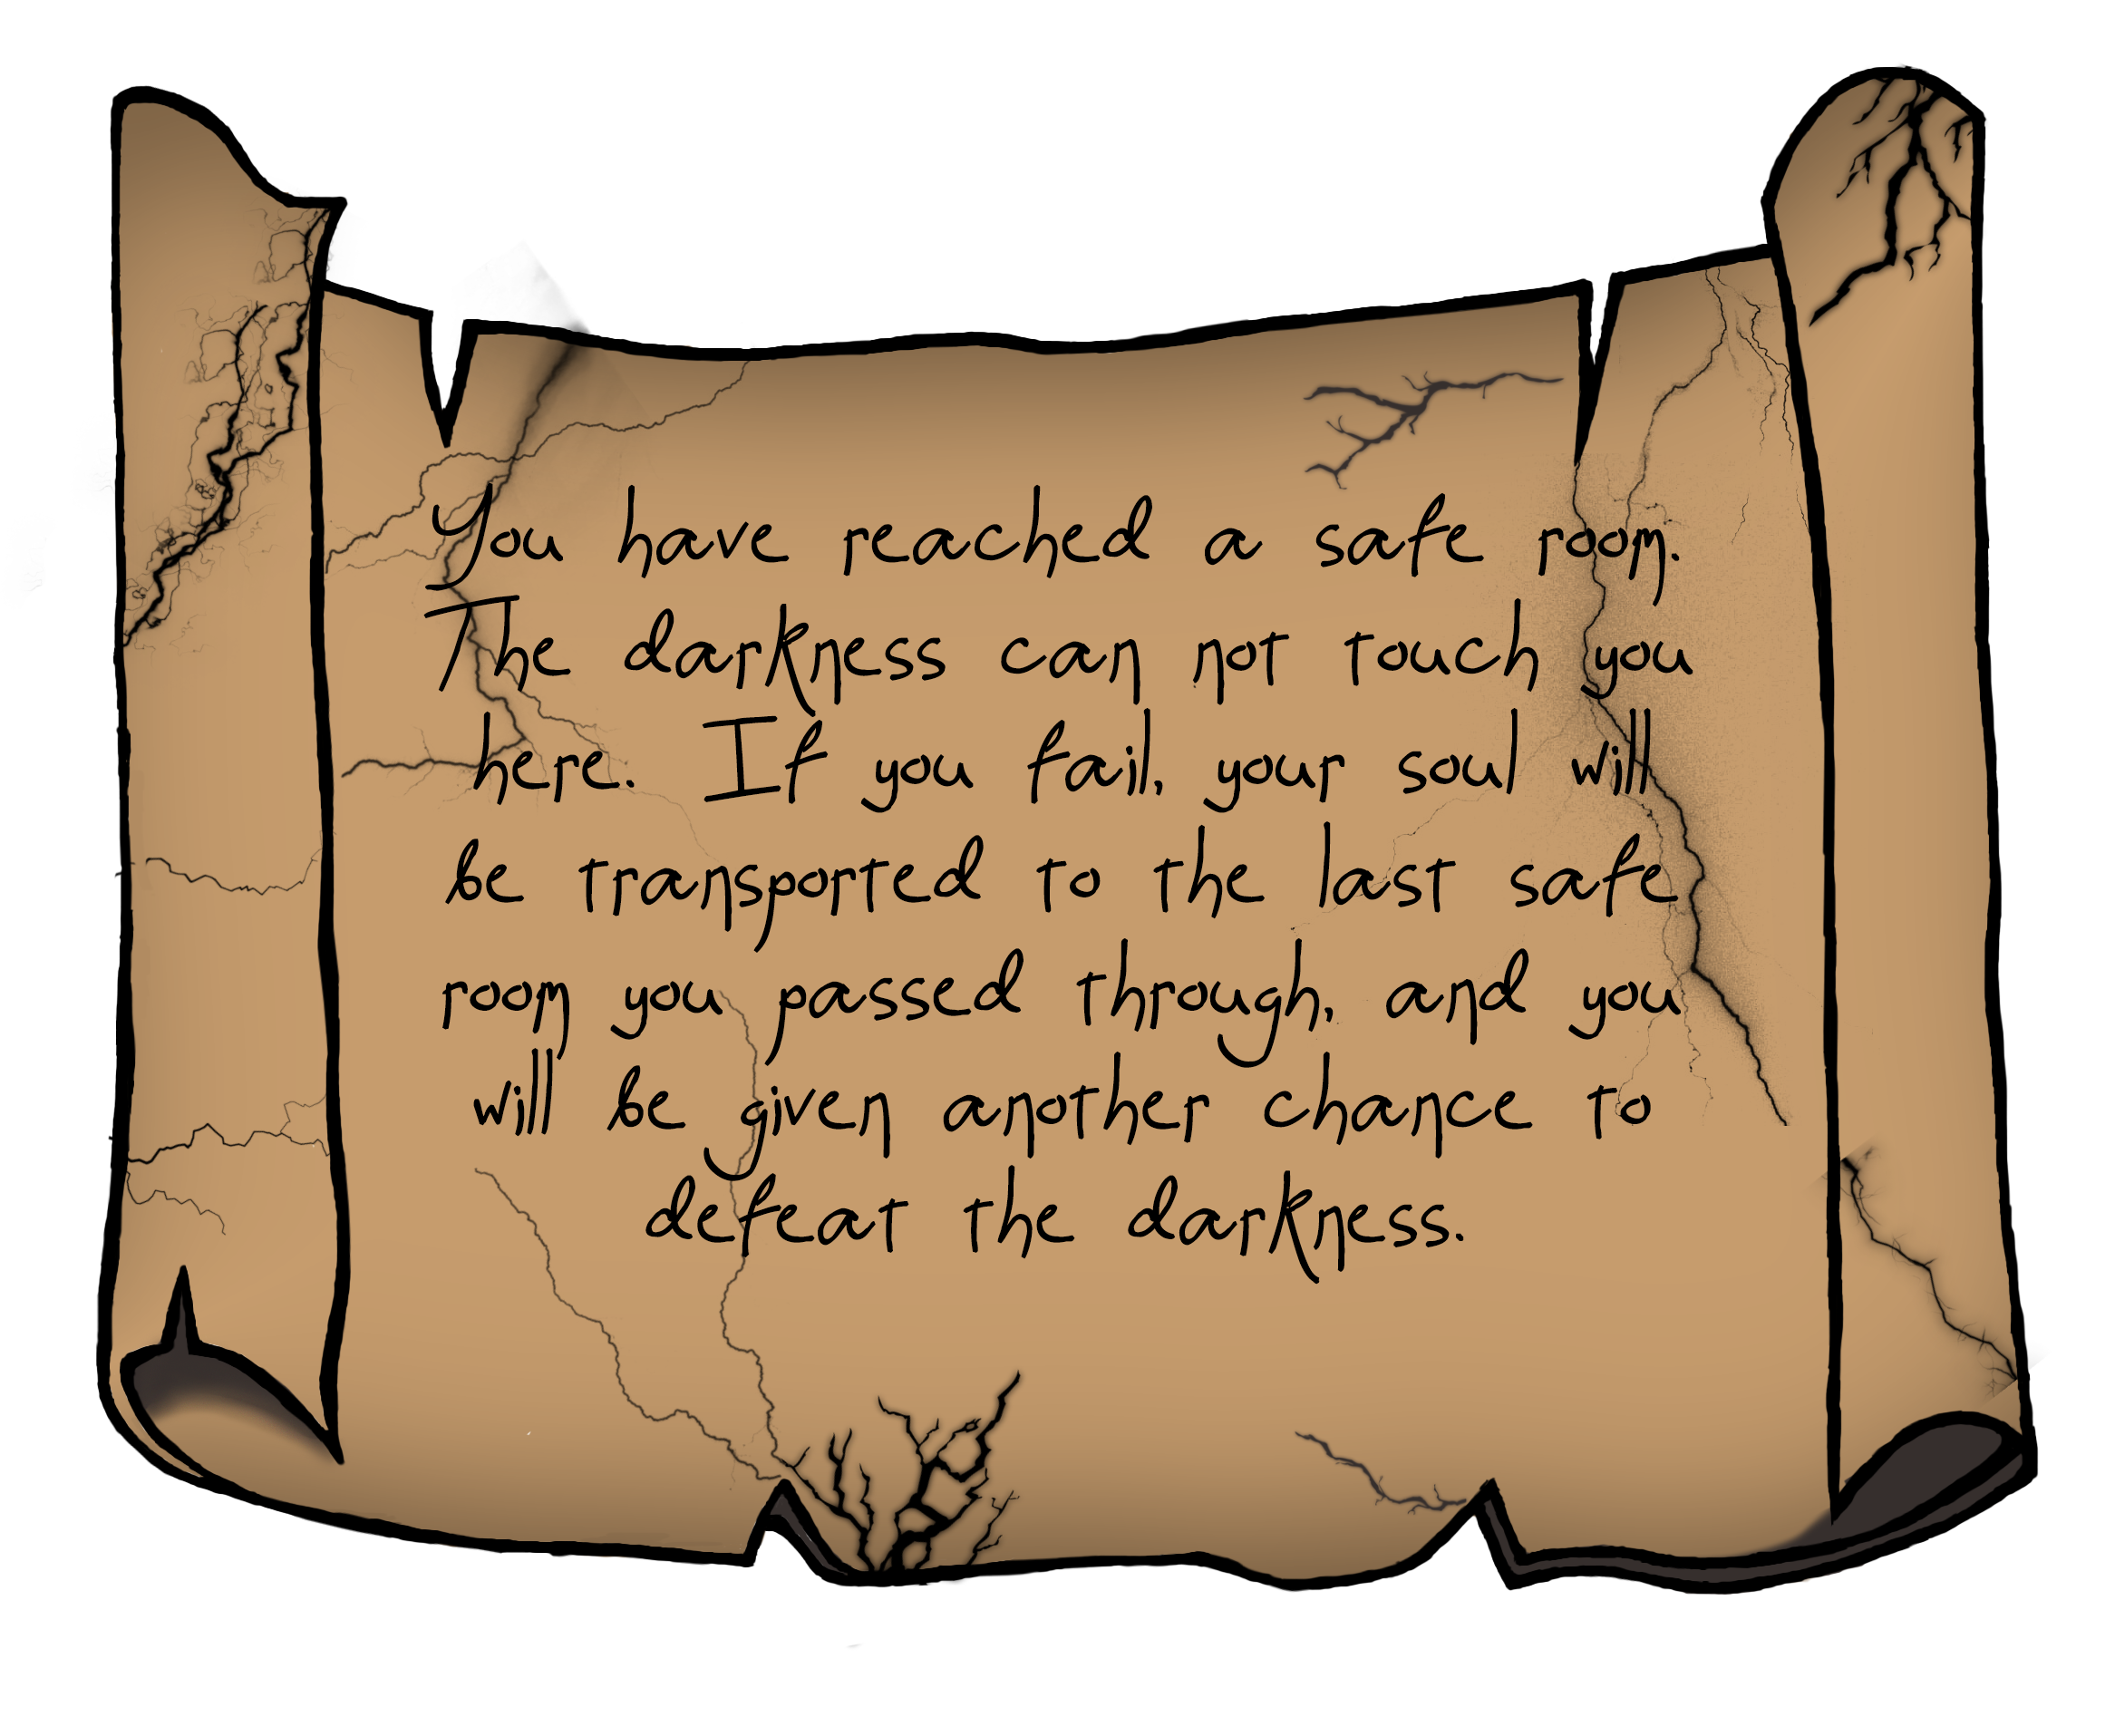 You have reached a safe room.
The darkness can not touch you
here. If you fail, your soul will
be transported to the last safe
room you passed through, and you
will be given another chance to
defeat the darkness.